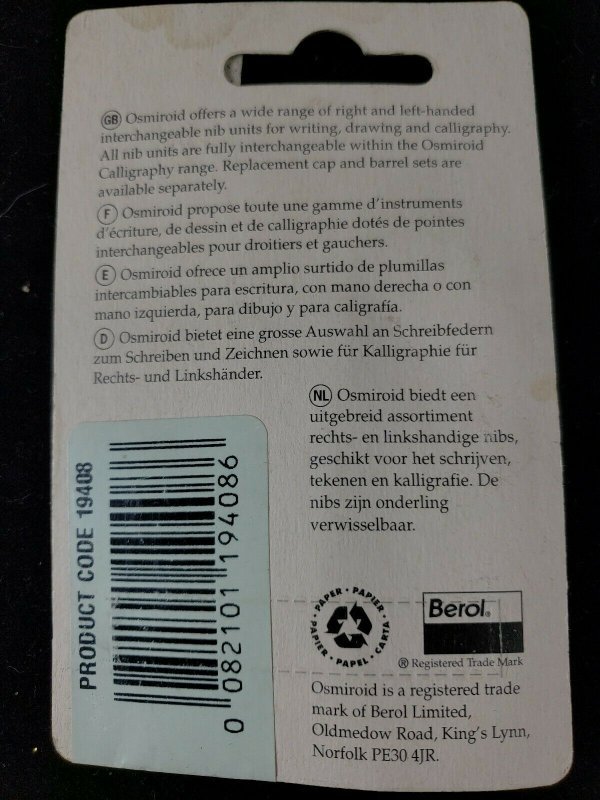 GB Osmiroid offers a wide range of right and left-handed
interchangeable nib units for writing, drawing and calligraphy.
All nib units are fully interchangeable within the Osmiroid
Calligraphy range. Replacement cap and barrel sets are
available separately.
F Osmiroid propose toute une gamme d'instruments
d'écriture, de dessin et de calligraphie dotés de pointes
interchangeables pour droitiers et gauchers.
E Osmiroid ofrece un amplio surtido de plumillas
intercambiables para escritura, con mano derecha o con
mano izquierda, para dibujo y para caligrafía.
D Osmiroid bietet eine grosse Auswahl an Schreibfedern
zum Schreiben und Zeichnen sowie für Kalligraphie für
Rechts- und Linkshänder.
NL Osmiroid biedt een
uitgebreid assortiment
rechts- en linkshandige nibs,
geschikt voor het schrijven,
tekenen en kalligrafie. De
nibs zijn onderling
verwisselbaar.
PRODUCT CODE 19408
0 082101 194086
PAPER · PAPIER · CARTA · PAPEL · PAPIER ·
Berol®
® Registered Trade Mark
Osmiroid is a registered trade
mark of Berol Limited,
Oldmedow Road, King's Lynn,
Norfolk PE30 4JR.